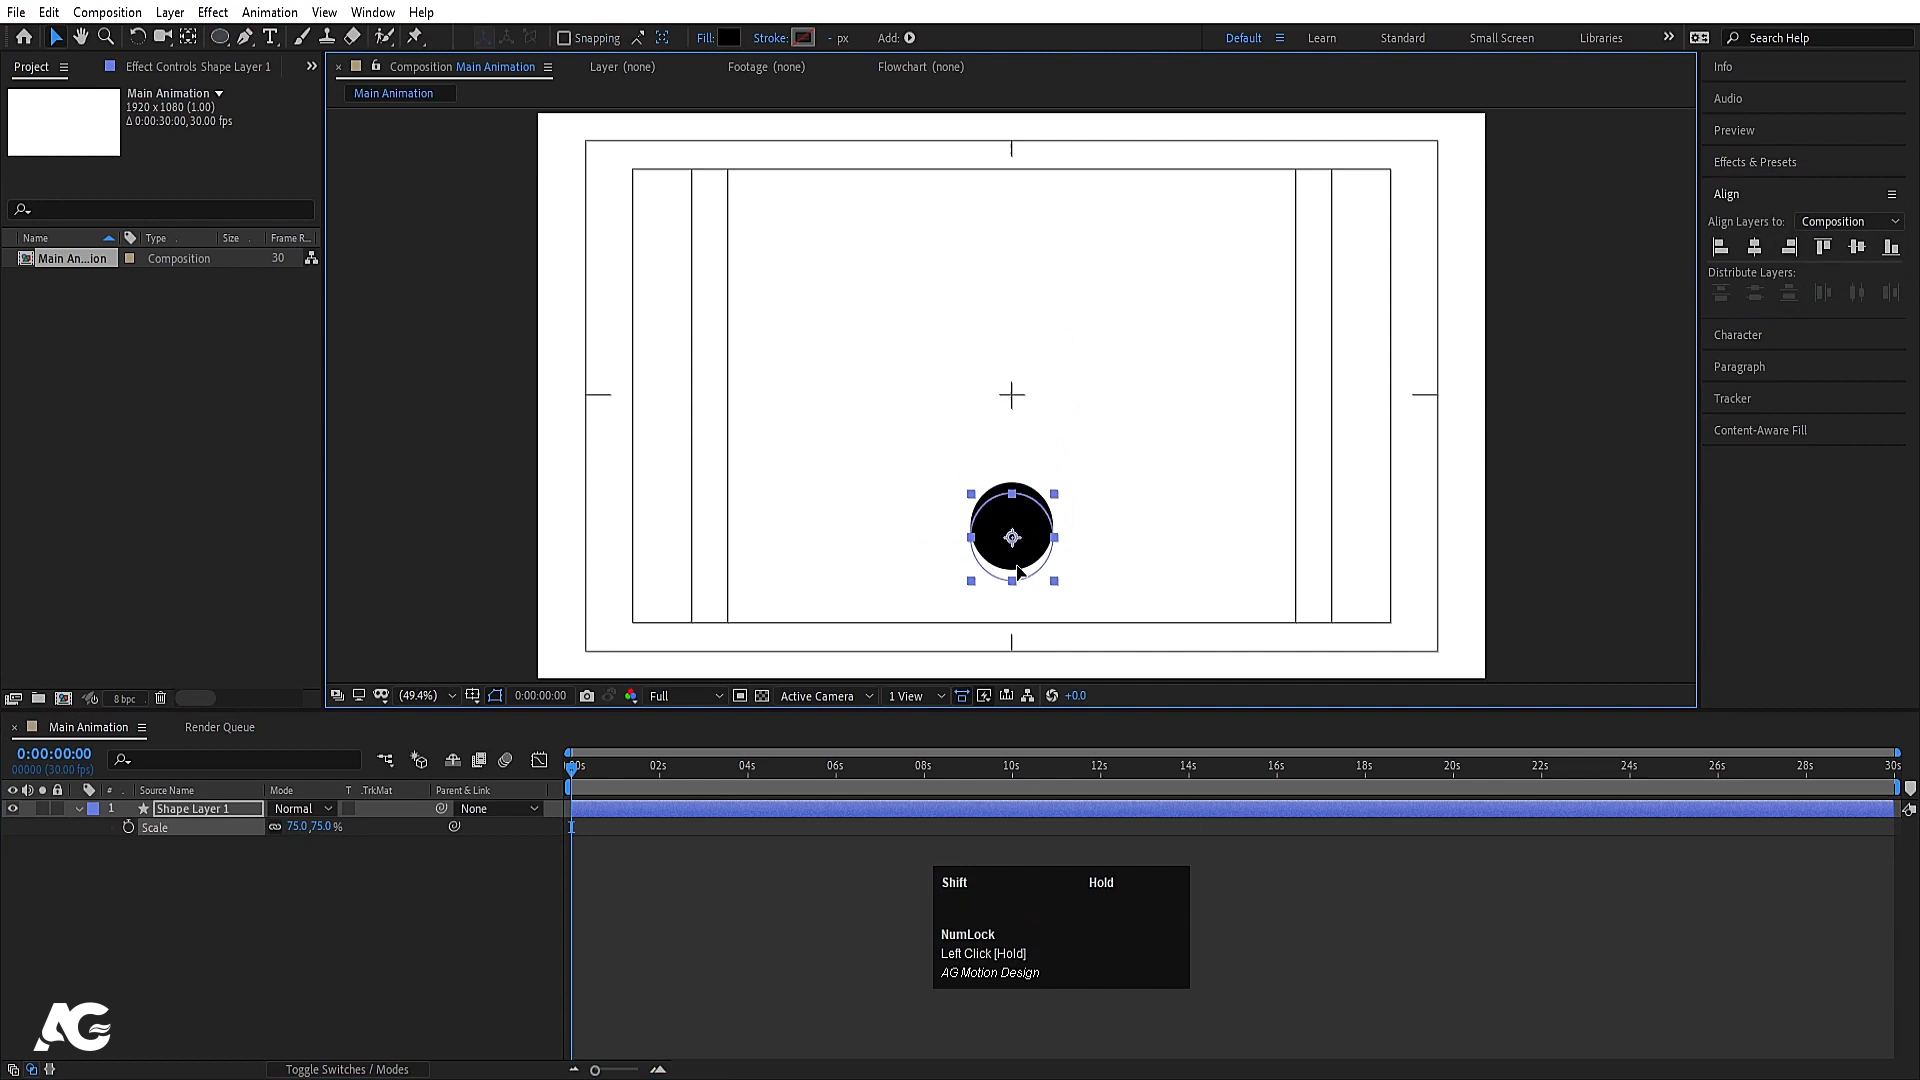 File Edit Composition Layer Effect Animation View Window Help
Snapping Fill: Stroke: - px Add: Default Learn Standard Small Screen Libraries Search Help
Project Effect Controls Shape Layer 1 Composition Main Animation Layer (none) Footage (none) Flowchart (none) Info
Main Animation
Main Animation
1920 x 1080 (1.00)
Δ 0:00:30:00, 30.00 fps
Audio
Preview
Effects & Presets
Align
Align Layers to: Composition
Distribute Layers:
Character
Paragraph
Tracker
Content-Aware Fill
Name Type Size Frame R...
Main An...ion Composition 30
8 bpc
(49.4%) 0:00:00:00 Full Active Camera 1 View +0.0
Main Animation Render Queue
0:00:00:00
00000 (30.00 fps)
:00s 02s 04s 06s 08s 10s 12s 14s 16s 18s 20s 22s 24s 26s 28s 30s
# Source Name Mode T .TrkMat Parent & Link
1 Shape Layer 1 Normal None
Scale 75.0,75.0%
Shift Hold
NumLock
Left Click [Hold]
AG Motion Design
AG
Toggle Switches / Modes